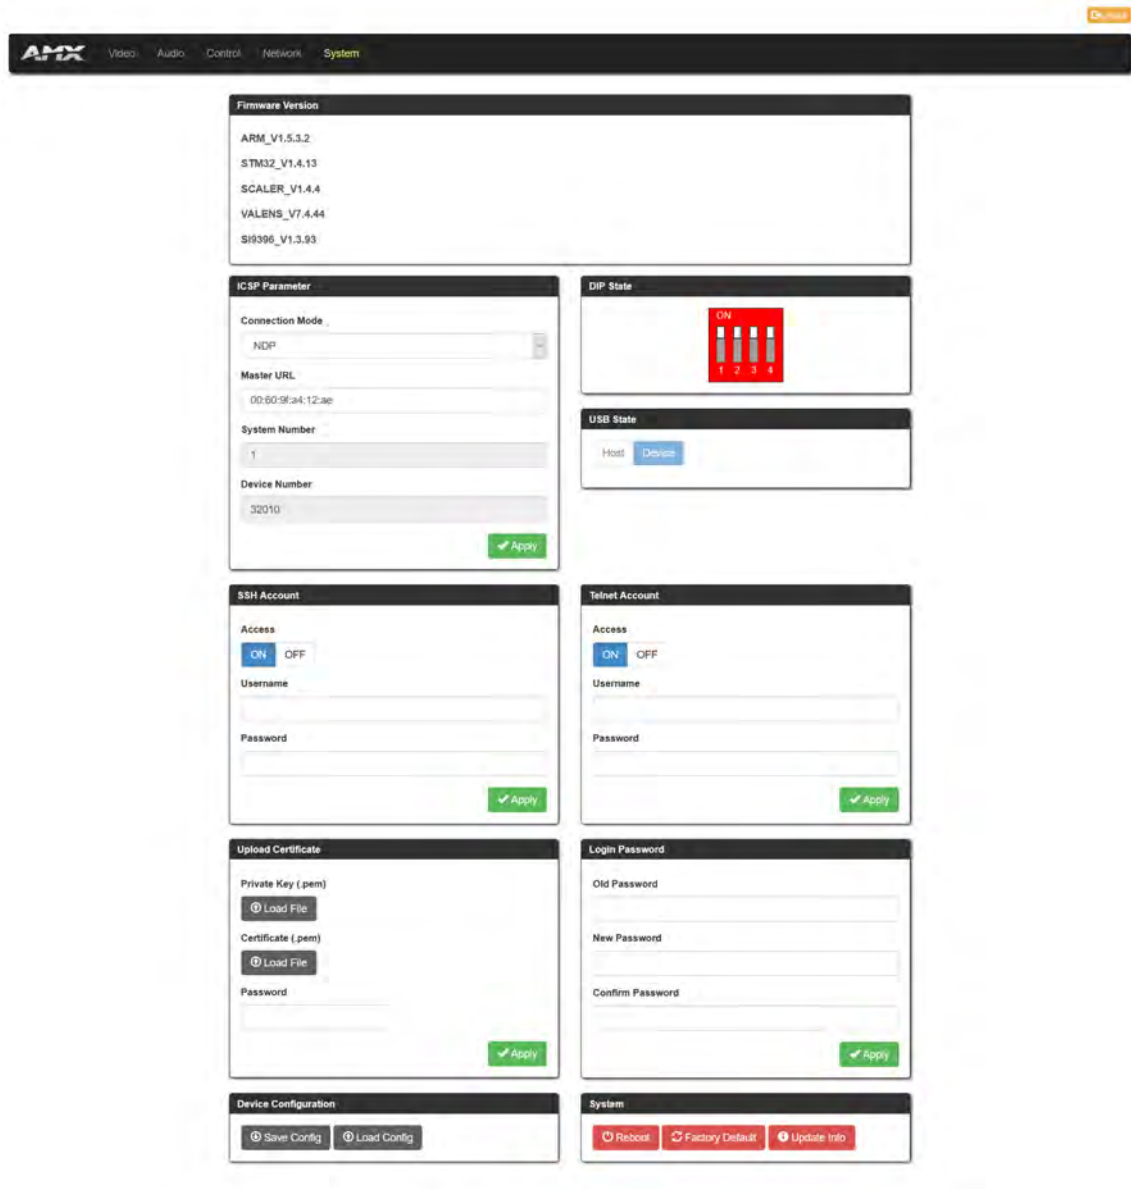 Logout
AMX Video Audio Control Network System
Firmware Version
ARM_V1.5.3.2
STM32_V1.4.13
SCALER_V1.4.4
VALENS_V7.4.44
SI9396_V1.3.93
ICSP Parameter
Connection Mode
NDP
Master URL
00:60:9f:a4:12:ae
System Number
1
Device Number
32010
Apply
DIP State
ON
1 2 3 4
USB State
Host Device
SSH Account
Access
ON OFF
Username
Password
Apply
Telnet Account
Access
ON OFF
Username
Password
Apply
Upload Certificate
Private Key (.pem)
Load File
Certificate (.pem)
Load File
Password
Apply
Login Password
Old Password
New Password
Confirm Password
Apply
Device Configuration
Save Config Load Config
System
Reboot Factory Default Update Info